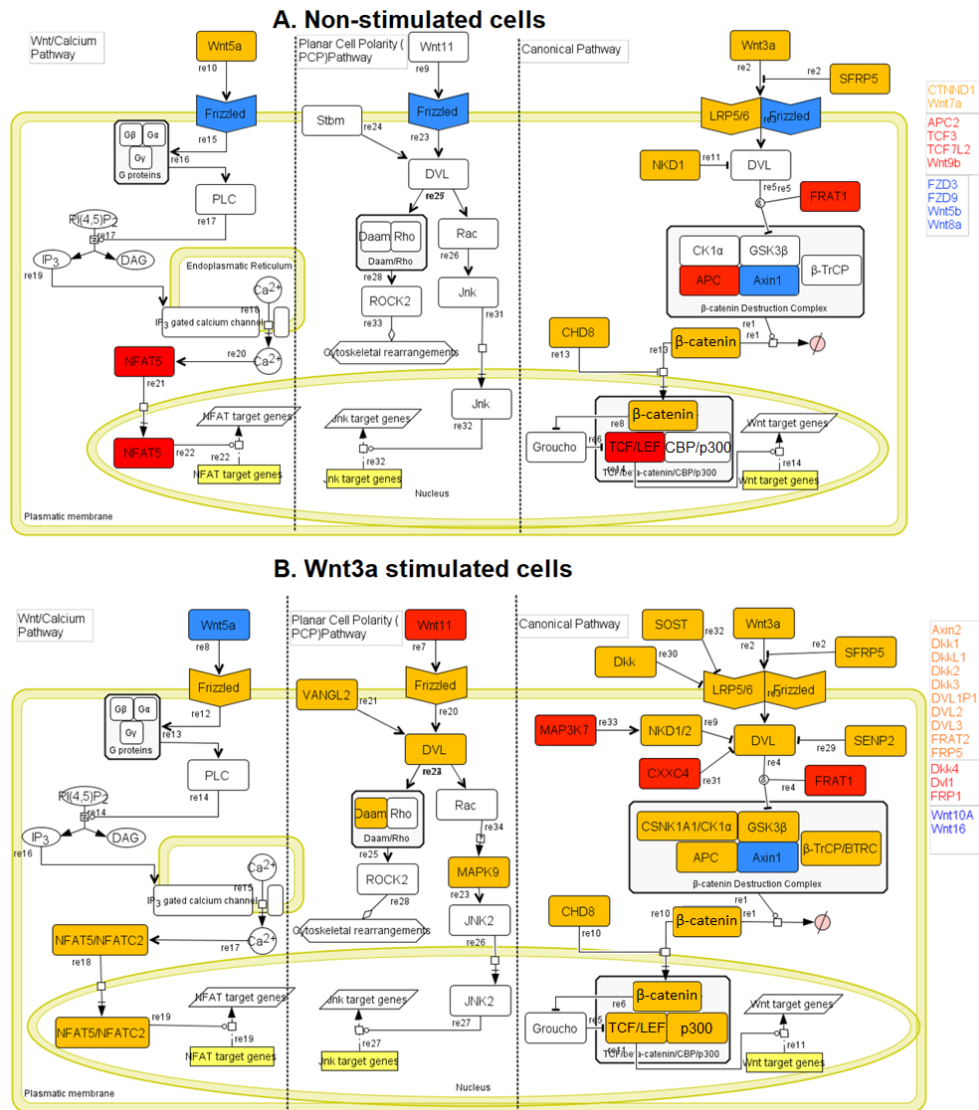 A. Non-stimulated cells
Wnt/Calcium
Pathway
Wnt5a
re10
Frizzled
re15
Gβ
Gα
Gγ
G proteins
re16
PLC
re17
PI(4,5)P2
re17
IP3
DAG
re19
Endoplasmatic Reticulum
Ca2+
re18
IP3 gated calcium channel
Ca2+
re20
NFAT5
re21
NFAT5
re22
NFAT target genes
re22
NFAT target genes
Plasmatic membrane
Planar Cell Polarity (
PCP)Pathway
Wnt11
re9
Frizzled
Stbm
re24
re23
DVL
Daam
Rho
Daam/Rho
Rac
re26
re28
ROCK2
re33
Jnk
re31
Cytoskeletal rearrangements
Jnk
re32
Jnk target genes
re32
Jnk target genes
Nucleus
Canonical Pathway
Wnt3a
re2
re2
SFRP5
LRP5/6
Frizzled
NKD1
re11
DVL
re5
re5
FRAT1
CK1α
GSK3β
β-TrCP
APC
Axin1
β-catenin Destruction Complex
re1
CHD8
re13
re13
β-catenin
re1
β-catenin
re8
Groucho
re6
TCF/LEF
CBP/p300
re14
TCF/beta-catenin/CBP/p300
Wnt target genes
re14
Wnt target genes
CTNND1
Wnt7a
APC2
TCF3
TCF7L2
Wnt9b
FZD3
FZD9
Wnt5b
Wnt8a
B. Wnt3a stimulated cells
Wnt/Calcium
Pathway
Wnt5a
re8
Frizzled
re12
Gβ
Gα
Gγ
G proteins
re13
PLC
re14
PI(4,5)P2
re14
IP3
DAG
re16
Ca2+
re15
IP3 gated calcium channel
Ca2+
re17
NFAT5/NFATC2
re18
NFAT5/NFATC2
re19
NFAT target genes
re19
NFAT target genes
Plasmatic membrane
Planar Cell Polarity (
PCP)Pathway
Wnt11
re7
Frizzled
VANGL2
re21
re20
DVL
Daam
Rho
Daam/Rho
Rac
re34
re25
ROCK2
re28
MAPK9
re23
Cytoskeletal rearrangements
JNK2
re26
JNK2
re27
Jnk target genes
re27
Jnk target genes
Nucleus
Canonical Pathway
SOST
re32
Wnt3a
re2
re2
SFRP5
Dkk
re30
LRP5/6
Frizzled
MAP3K7
re33
NKD1/2
re9
DVL
re29
SENP2
CXXC4
re31
re4
re4
FRAT1
CSNK1A1/CK1α
GSK3β
β-TrCP/BTRC
APC
Axin1
β-catenin Destruction Complex
re1
CHD8
re10
re10
β-catenin
re1
β-catenin
re6
Groucho
re5
TCF/LEF
p300
re11
TCF/beta-catenin/CBP/p300
Wnt target genes
re11
Wnt target genes
Axin2
Dkk1
DkkL1
Dkk2
Dkk3
DVL1P1
DVL2
DVL3
FRAT2
FRP5
Dkk4
Dvl1
FRP1
Wnt10A
Wnt16